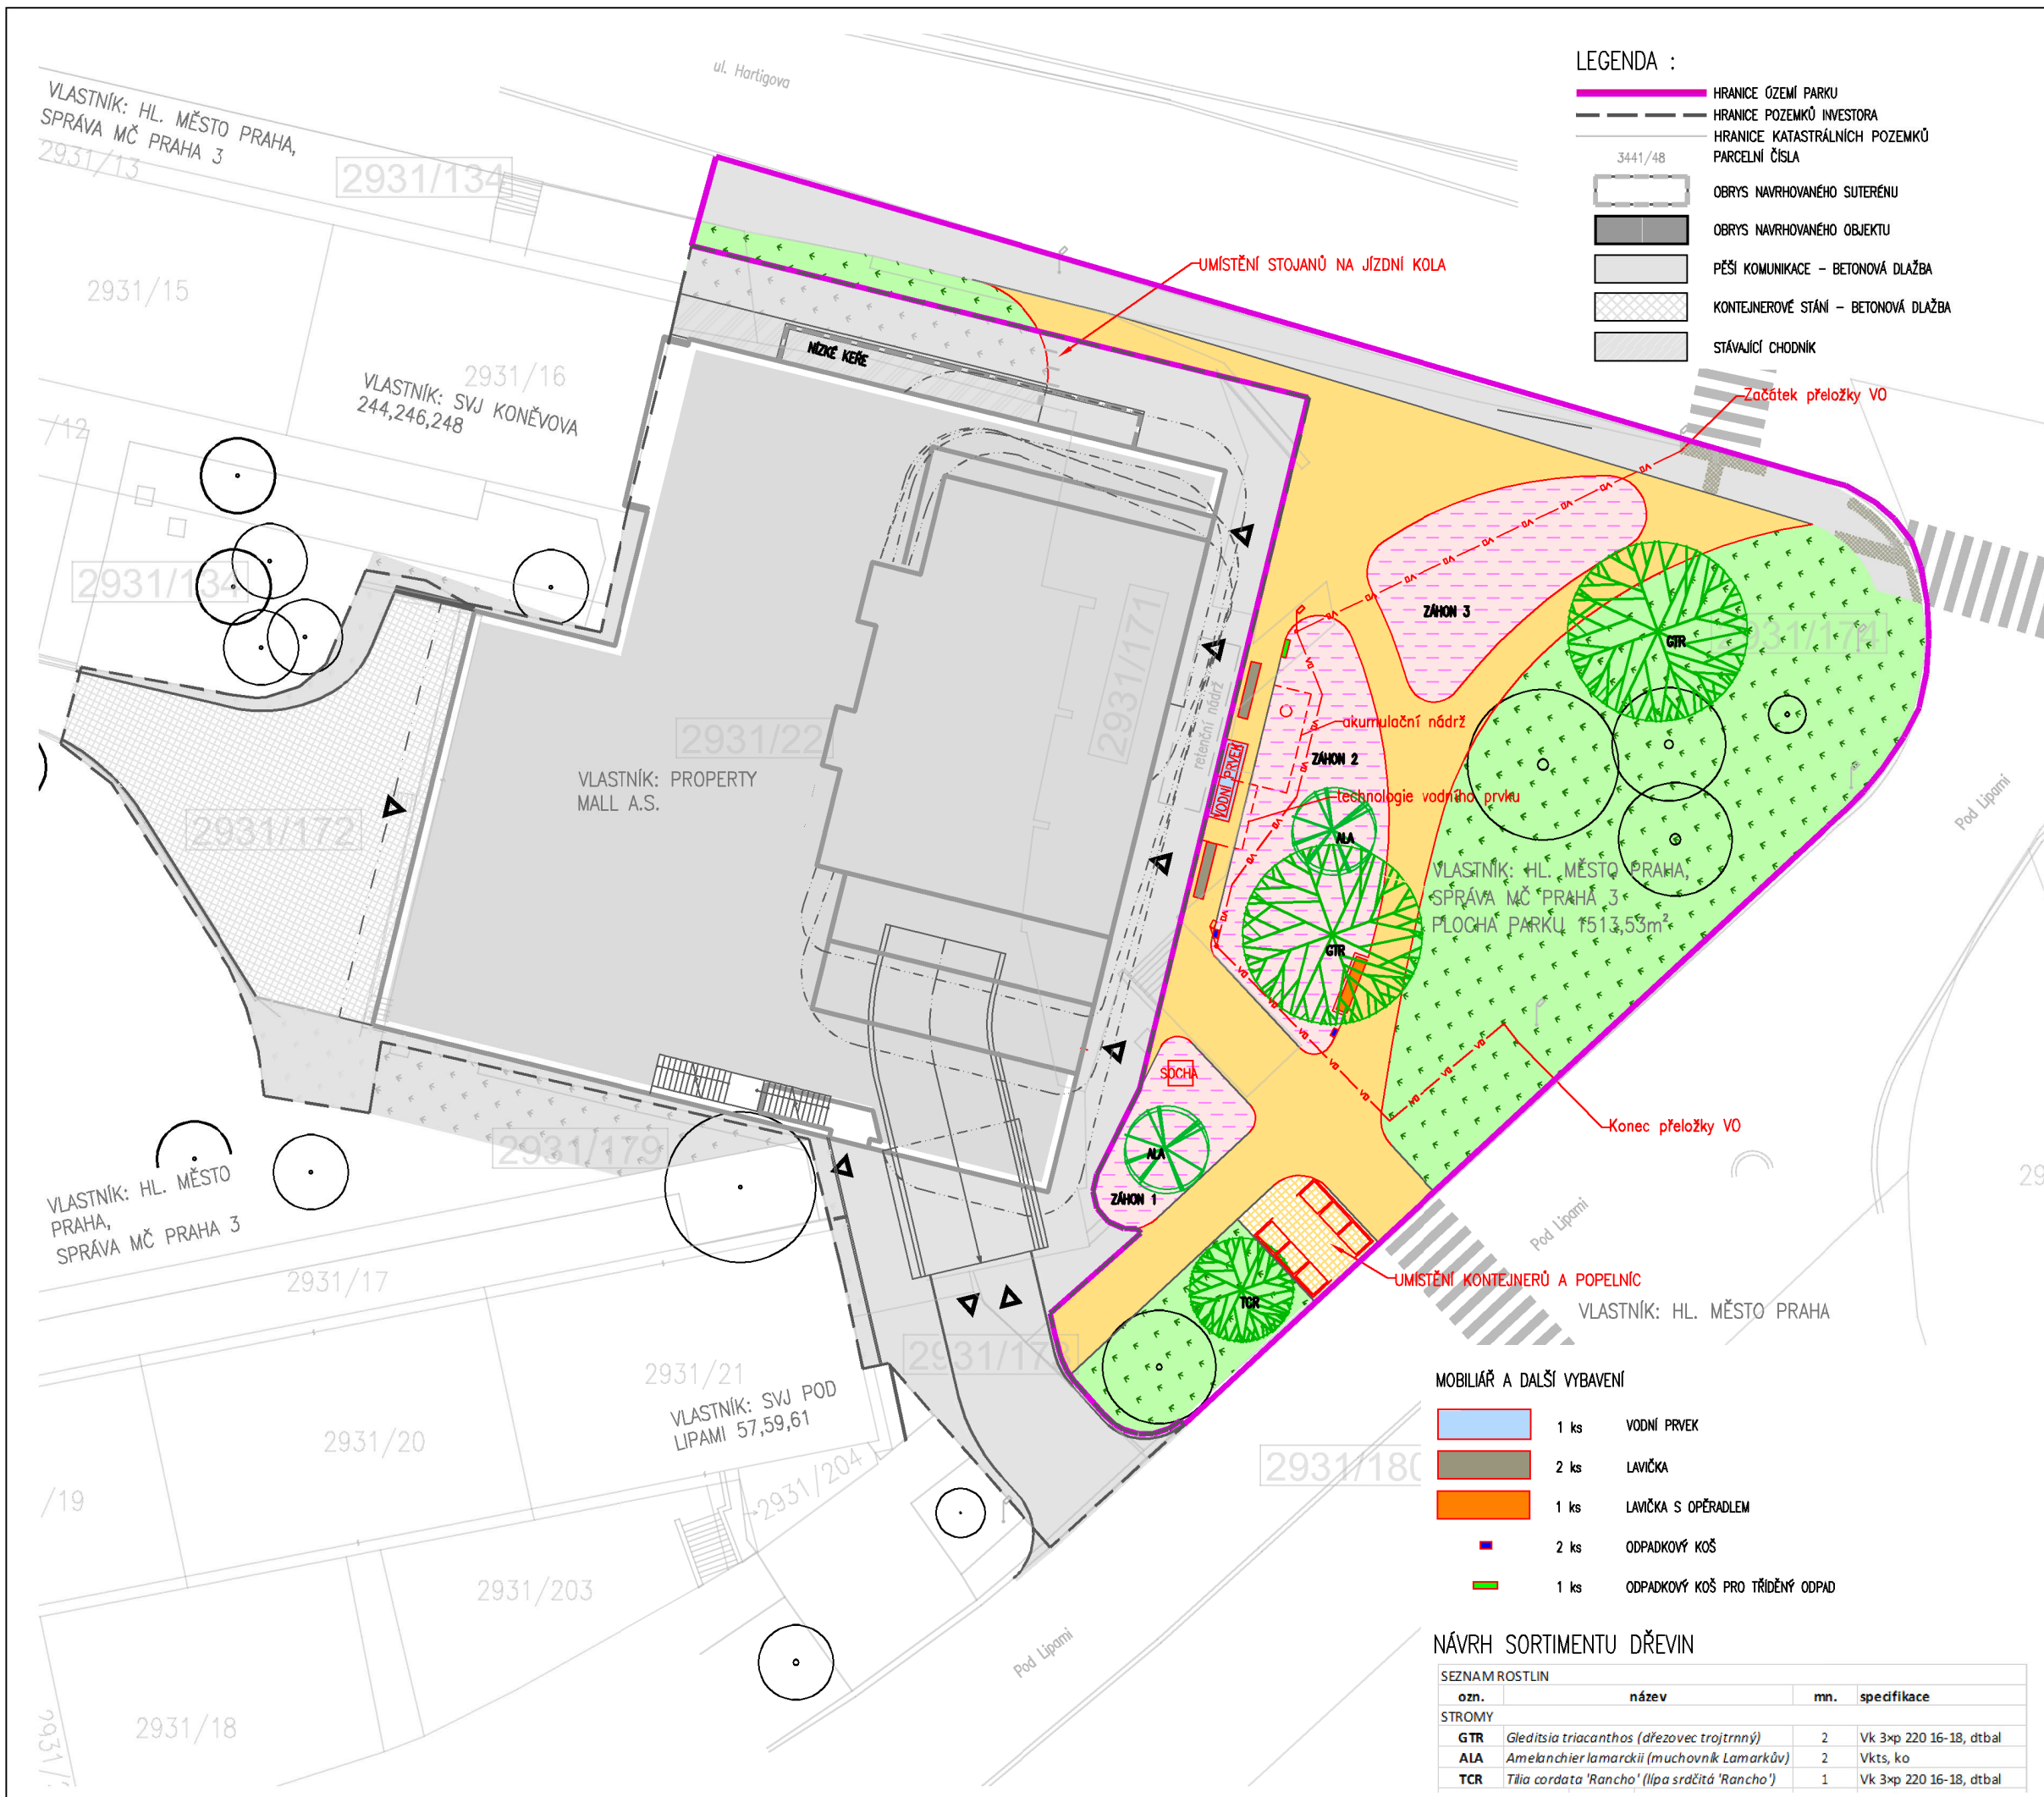 ul. Hartigova
VLASTNÍK: HL. MĚSTO PRAHA,
SPRÁVA MČ PRAHA 3
2931/13
2931/134
2931/15
2931/16
VLASTNÍK: SVJ KONĚVOVA
244,246,248
/12
2931/134
NÍZKÉ KEŘE
UMÍSTĚNÍ STOJANŮ NA JÍZDNÍ KOLA
LEGENDA :
HRANICE ÚZEMÍ PARKU
HRANICE POZEMKŮ INVESTORA
HRANICE KATASTRÁLNÍCH POZEMKŮ
3441/48 PARCELNÍ ČÍSLA
OBRYS NAVRHOVANÉHO SUTERÉNU
OBRYS NAVRHOVANÉHO OBJEKTU
PĚŠÍ KOMUNIKACE – BETONOVÁ DLAŽBA
KONTEJNEROVÉ STÁNÍ – BETONOVÁ DLAŽBA
STÁVAJÍCÍ CHODNÍK
Začátek přeložky VO
ZÁHON 3
GTR
2931/174
2931/171
retenční nádrž
akumulační nádrž
ZÁHON 2
VODNÍ PRVEK
technologie vodního prvku
ALA
GTR
2931/22
VLASTNÍK: PROPERTY
MALL A.S.
2931/172
VLASTNÍK: HL. MĚSTO PRAHA,
SPRÁVA MČ PRAHA 3
PLOCHA PARKU 1513,53m²
Pod Lipami
SOCHA
ALA
ZÁHON 1
Konec přeložky VO
Pod Lipami
UMÍSTĚNÍ KONTEJNERŮ A POPELNIC
TCR
VLASTNÍK: HL. MĚSTO PRAHA
29
2931/179
VLASTNÍK: HL. MĚSTO
PRAHA,
SPRÁVA MČ PRAHA 3
2931/17
2931/178
2931/21
VLASTNÍK: SVJ POD
LIPAMI 57,59,61
2931/20
/19
2931/204
2931/180
2931/203
2931/18
Pod Lipami
MOBILIÁŘ A DALŠÍ VYBAVENÍ
1 ks VODNÍ PRVEK
2 ks LAVIČKA
1 ks LAVIČKA S OPĚRADLEM
2 ks ODPADKOVÝ KOŠ
1 ks ODPADKOVÝ KOŠ PRO TŘÍDĚNÝ ODPAD
NÁVRH SORTIMENTU DŘEVIN
SEZNAM ROSTLIN
ozn. název mn. specifikace
STROMY
GTR Gleditsia triacanthos (dřezovec trojtrnný) 2 Vk 3xp 220 16-18, dtbal
ALA Amelanchier lamarckii (muchovník Lamarkův) 2 Vkts, ko
TCR Tilia cordata 'Rancho' (lípa srdčitá 'Rancho') 1 Vk 3xp 220 16-18, dtbal